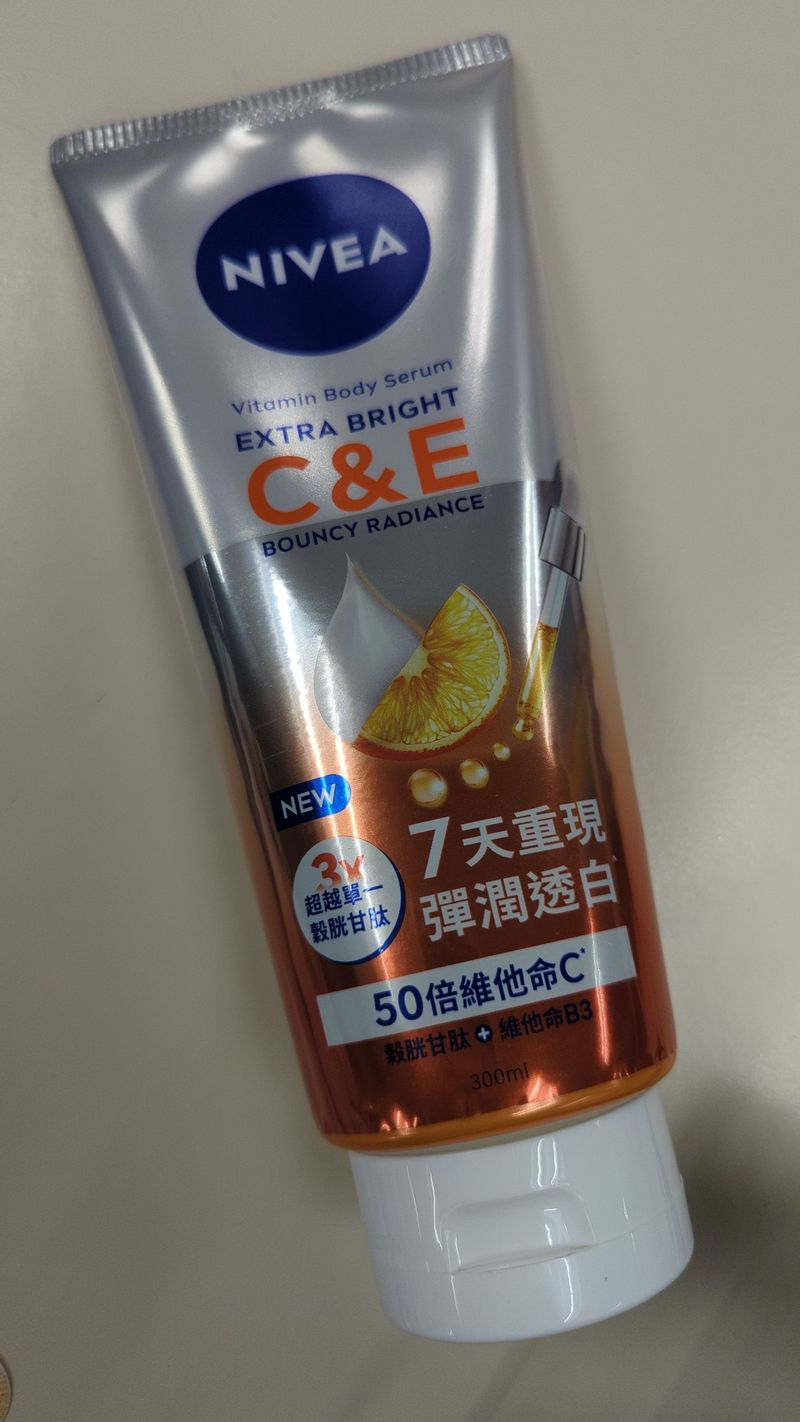 NIVEA
Vitamin Body Serum
EXTRA BRIGHT
C&E
BOUNCY RADIANCE
NEW
3x
超越單一
穀胱甘肽
7天重現
彈潤透白^
50倍維他命C*
穀胱甘肽+維他命B3
300ml